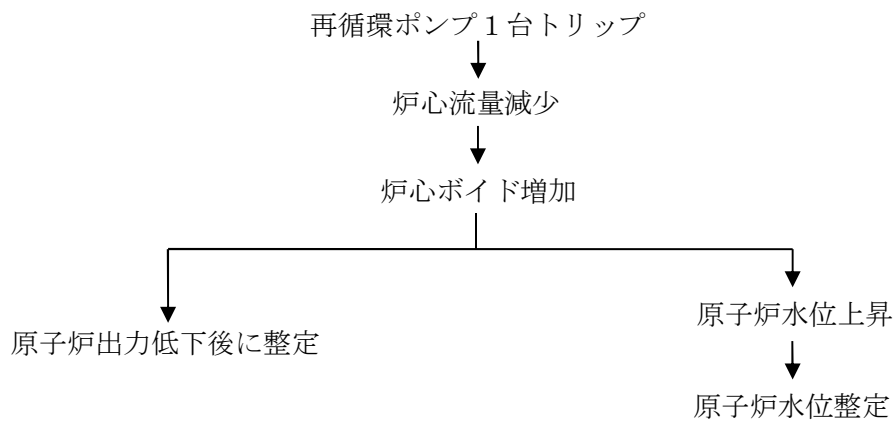 再循環ポンプ１台トリップ
炉心流量減少
炉心ボイド増加
原子炉出力低下後に整定
原子炉水位上昇
原子炉水位整定